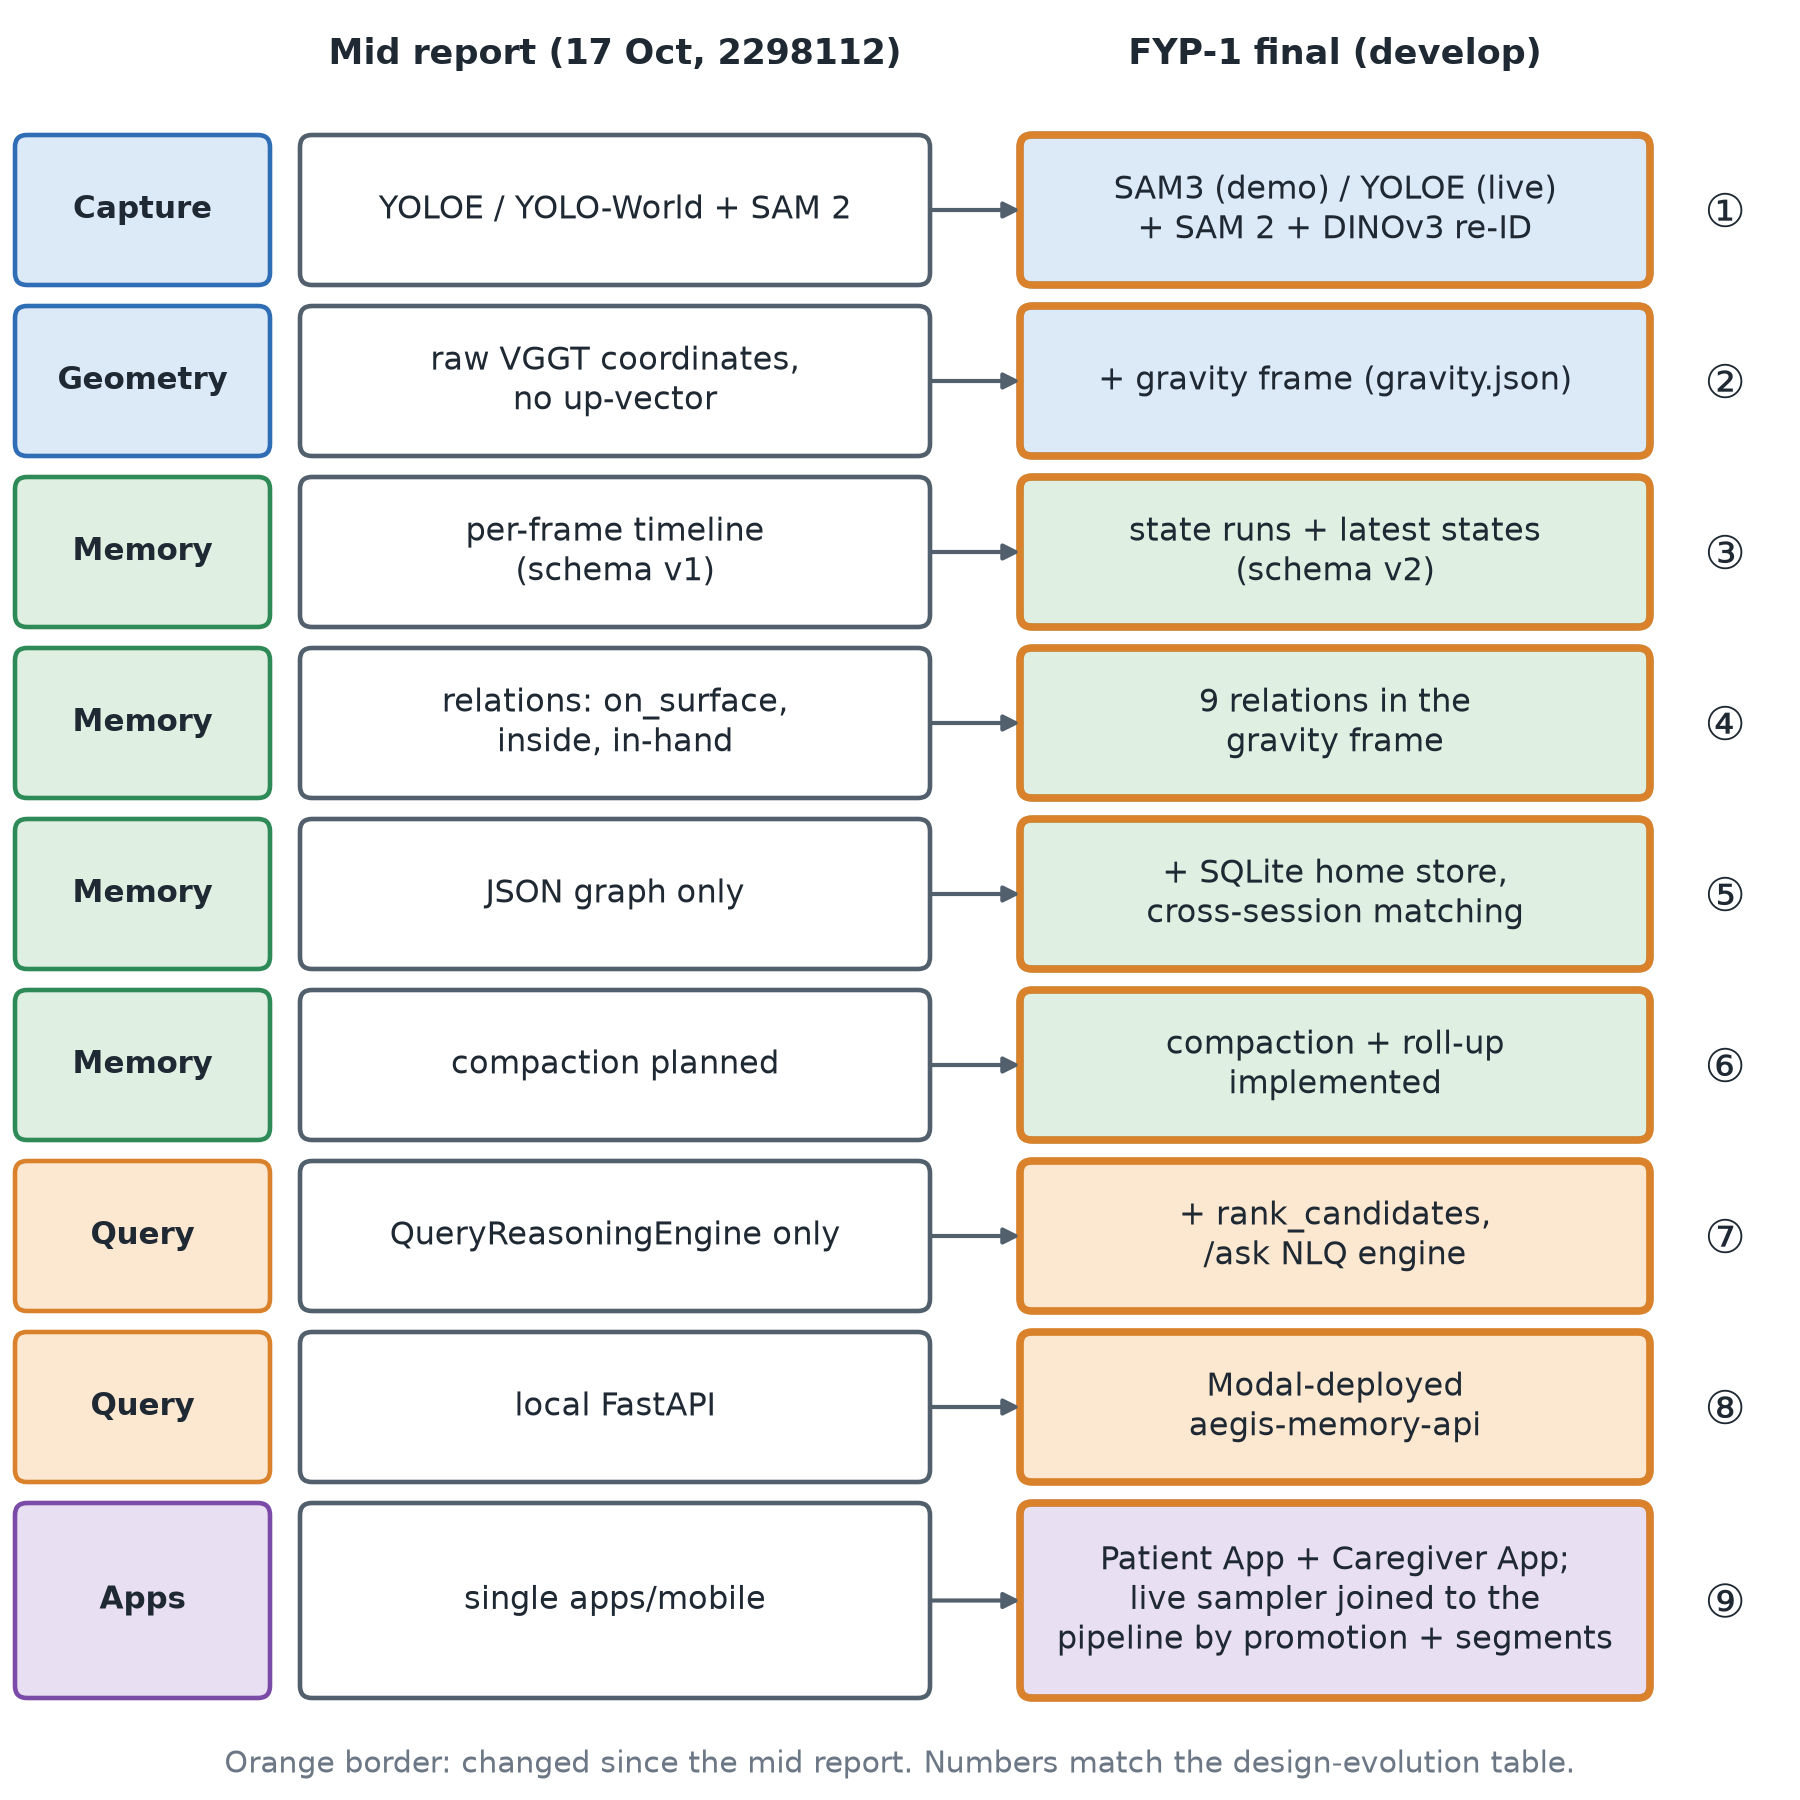 Mid report (17 Oct, 2298112)
FYP-1 final (develop)
Capture
YOLOE / YOLO-World + SAM 2
SAM3 (demo) / YOLOE (live)
+ SAM 2 + DINOv3 re-ID
①
Geometry
raw VGGT coordinates,
no up-vector
+ gravity frame (gravity.json)
②
Memory
per-frame timeline
(schema v1)
state runs + latest states
(schema v2)
③
Memory
relations: on_surface,
inside, in-hand
9 relations in the
gravity frame
④
Memory
JSON graph only
+ SQLite home store,
cross-session matching
⑤
Memory
compaction planned
compaction + roll-up
implemented
⑥
Query
QueryReasoningEngine only
+ rank_candidates,
/ask NLQ engine
⑦
Query
local FastAPI
Modal-deployed
aegis-memory-api
⑧
Apps
single apps/mobile
Patient App + Caregiver App;
live sampler joined to the
pipeline by promotion + segments
⑨
Orange border: changed since the mid report. Numbers match the design-evolution table.